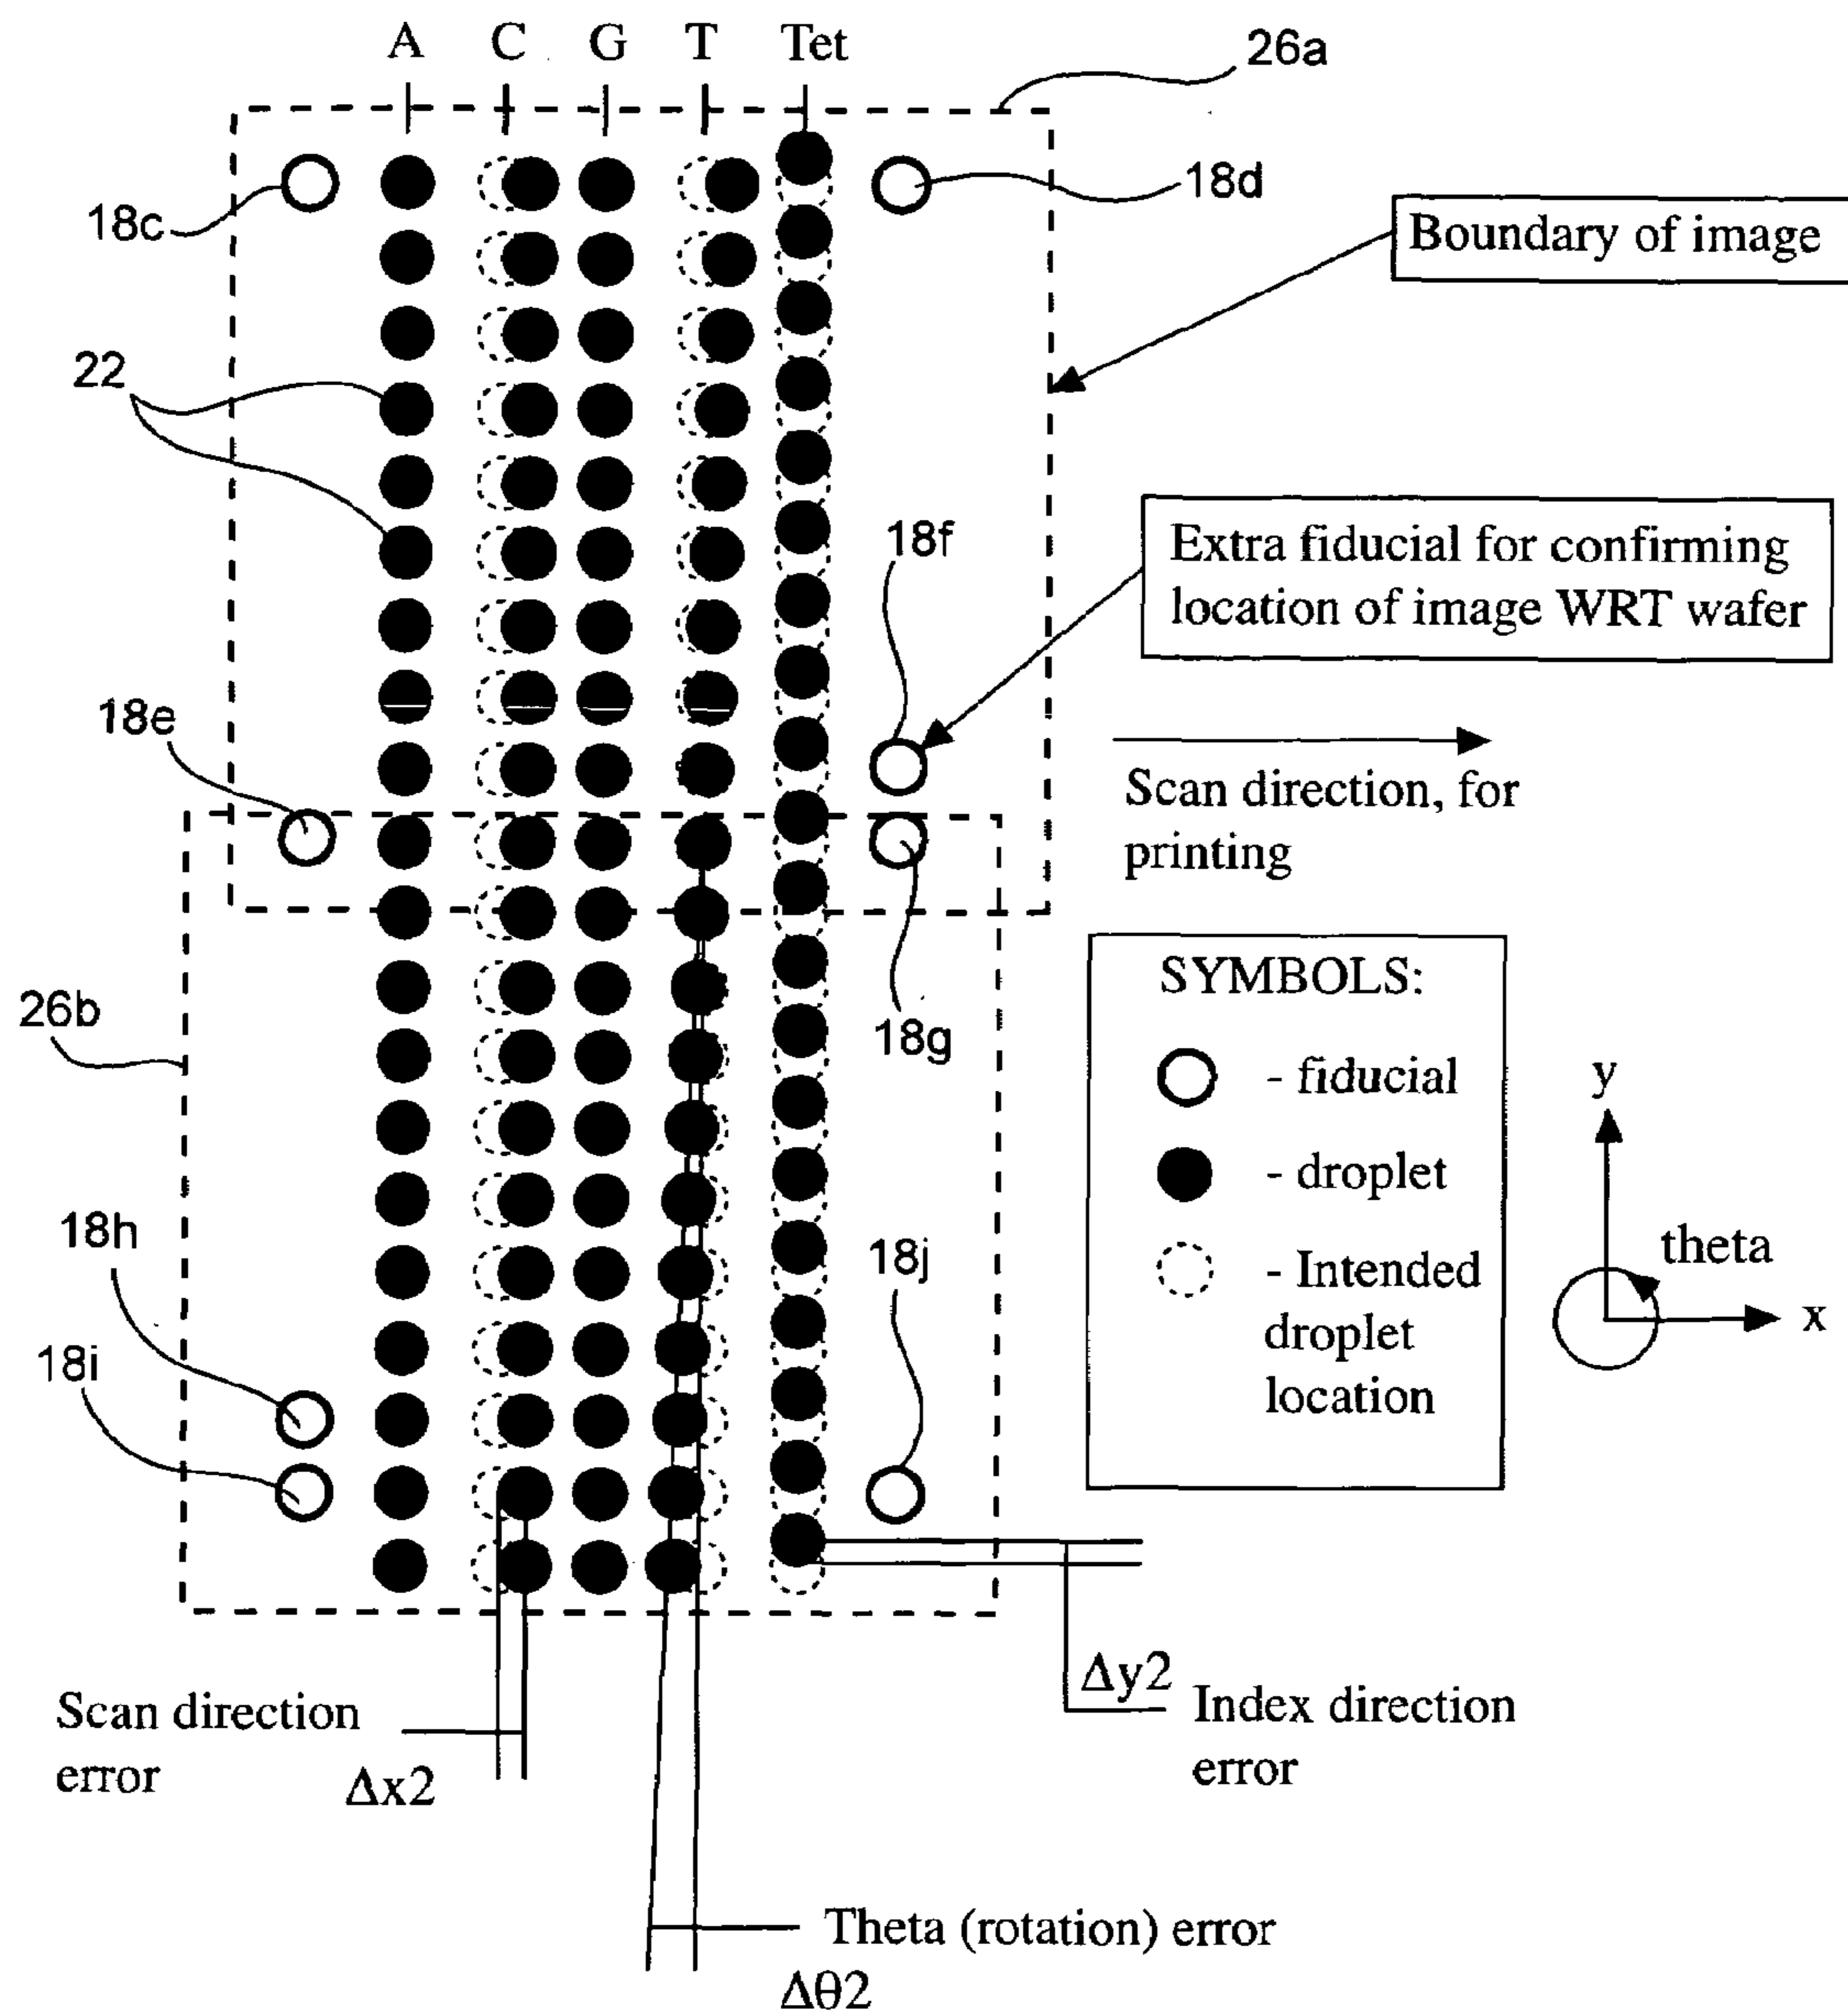 A C G T Tet
26a
18c
18d
Boundary of image
22
18f
Extra fiducial for confirming
location of image WRT wafer
18e
Scan direction, for
printing
26b
18g
SYMBOLS:
- fiducial
- droplet
- Intended
droplet
location
y
theta
x
18h
18i
18j
Δy2
Index direction
error
Scan direction
error
Δx2
Theta (rotation) error
Δθ2